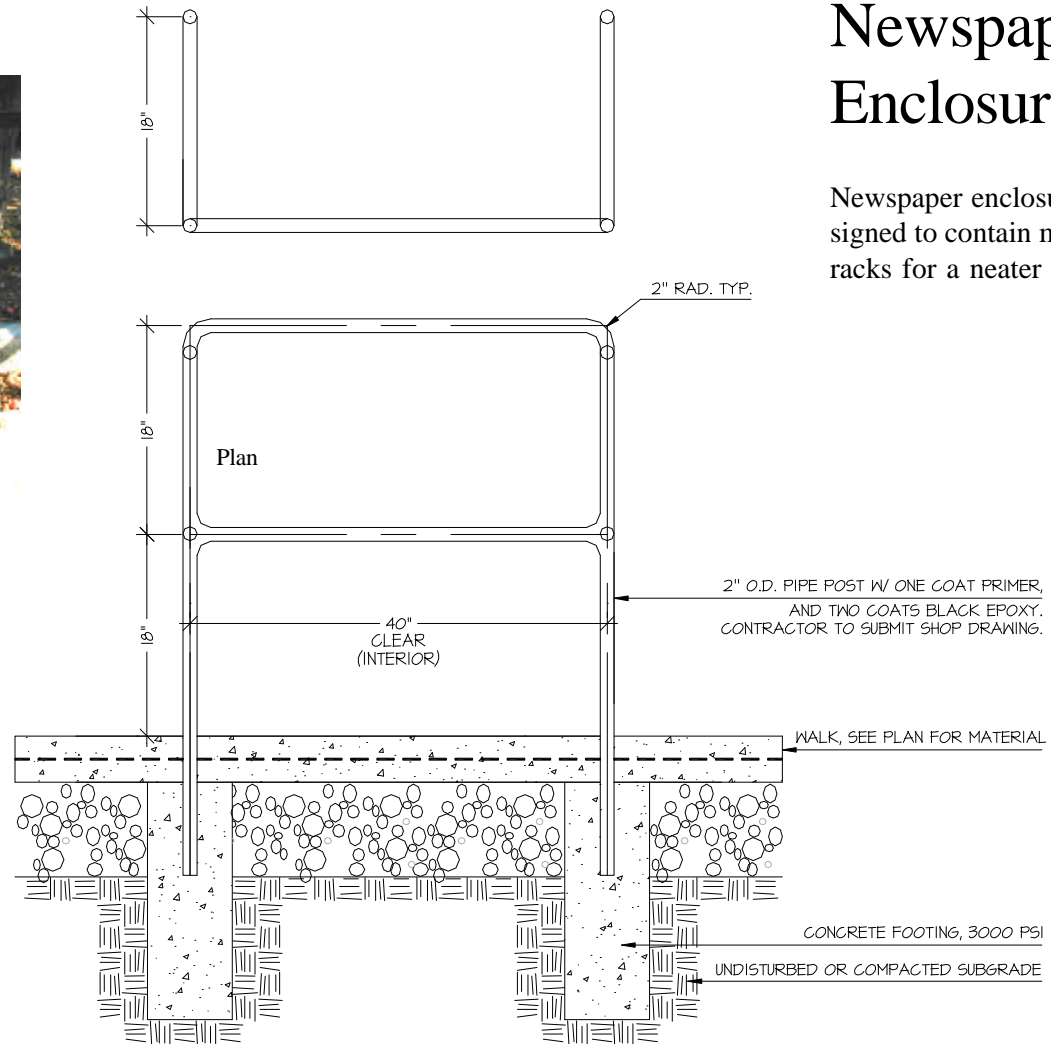 Newspap
Enclosur
Newspaper enclosu
signed to contain n
racks for a neater
18"
2" RAD. TYP.
18"
Plan
18"
40"
CLEAR
(INTERIOR)
2" O.D. PIPE POST W/ ONE COAT PRIMER,
AND TWO COATS BLACK EPOXY.
CONTRACTOR TO SUBMIT SHOP DRAWING.
WALK, SEE PLAN FOR MATERIAL
CONCRETE FOOTING, 3000 PSI
UNDISTURBED OR COMPACTED SUBGRADE